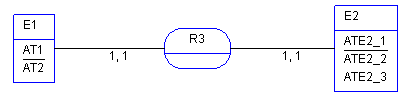 E1
AT1
AT2
1,1
R3
1,1
E2
ATE2_1
ATE2_2
ATE2_3